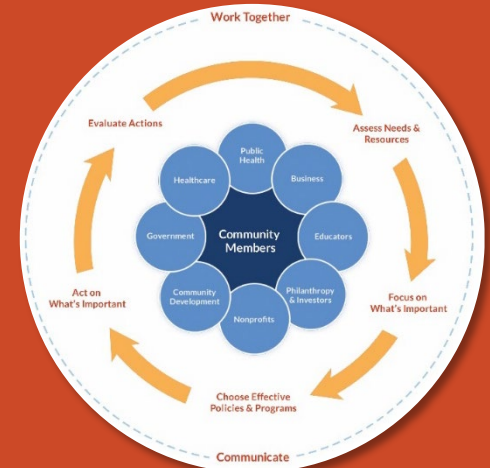 Work Together
Evaluate Actions
Assess Needs &
Resources
Public
Health
Healthcare
Business
Government
Community
Members
Educators
Community
Development
Philanthropy
& Investors
Nonprofits
Act on
What's Important
Focus on
What's Important
Choose Effective
Policies & Programs
Communicate